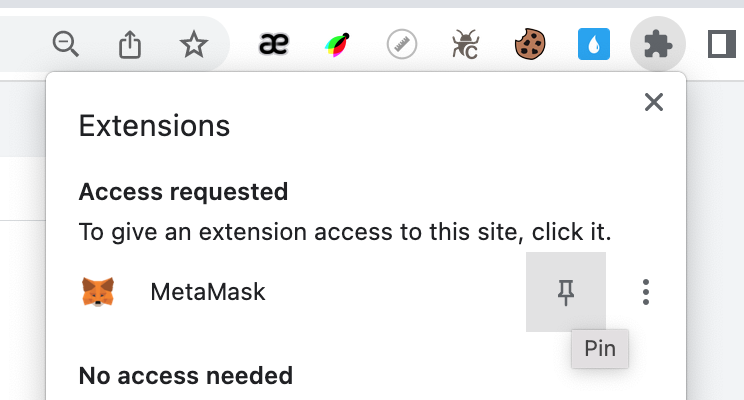 æ
C
Extensions
Access requested
To give an extension access to this site, click it.
MetaMask
Pin
No access needed